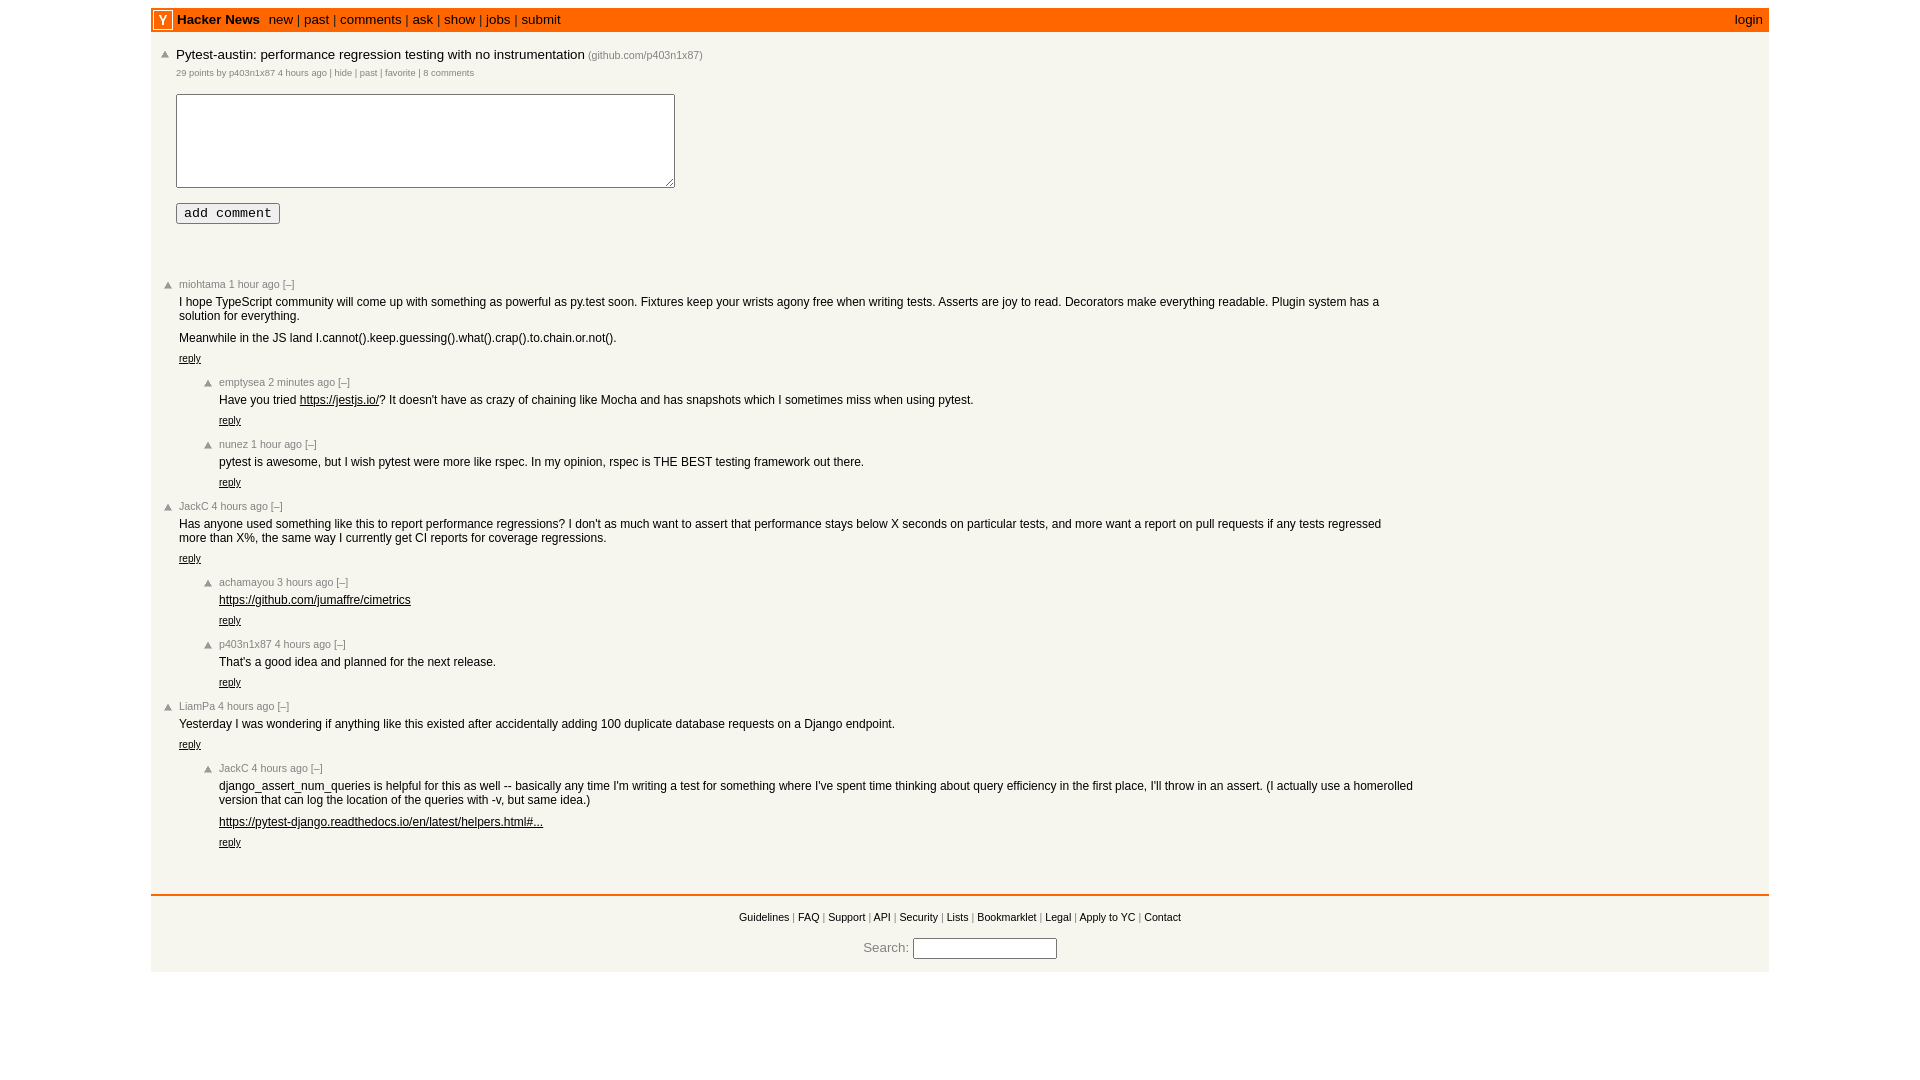 Y Hacker News new | past | comments | ask | show | jobs | submit login
Pytest-austin: performance regression testing with no instrumentation (github.com/p403n1x87)
29 points by p403n1x87 4 hours ago | hide | past | favorite | 8 comments
add comment
miohtama 1 hour ago [–]
I hope TypeScript community will come up with something as powerful as py.test soon. Fixtures keep your wrists agony free when writing tests. Asserts are joy to read. Decorators make everything readable. Plugin system has a
solution for everything.
Meanwhile in the JS land I.cannot().keep.guessing().what().crap().to.chain.or.not().
reply
emptysea 2 minutes ago [–]
Have you tried https://jestjs.io/? It doesn't have as crazy of chaining like Mocha and has snapshots which I sometimes miss when using pytest.
reply
nunez 1 hour ago [–]
pytest is awesome, but I wish pytest were more like rspec. In my opinion, rspec is THE BEST testing framework out there.
reply
JackC 4 hours ago [–]
Has anyone used something like this to report performance regressions? I don't as much want to assert that performance stays below X seconds on particular tests, and more want a report on pull requests if any tests regressed
more than X%, the same way I currently get CI reports for coverage regressions.
reply
achamayou 3 hours ago [–]
https://github.com/jumaffre/cimetrics
reply
p403n1x87 4 hours ago [–]
That's a good idea and planned for the next release.
reply
LiamPa 4 hours ago [–]
Yesterday I was wondering if anything like this existed after accidentally adding 100 duplicate database requests on a Django endpoint.
reply
JackC 4 hours ago [–]
django_assert_num_queries is helpful for this as well -- basically any time I'm writing a test for something where I've spent time thinking about query efficiency in the first place, I'll throw in an assert. (I actually use a homerolled
version that can log the location of the queries with -v, but same idea.)
https://pytest-django.readthedocs.io/en/latest/helpers.html#...
reply
Guidelines | FAQ | Support | API | Security | Lists | Bookmarklet | Legal | Apply to YC | Contact
Search: